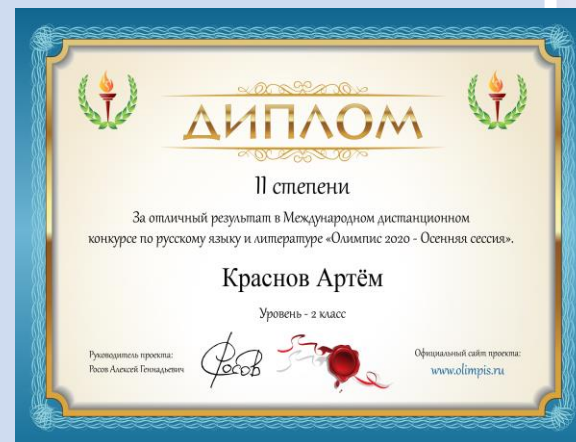 ДИПЛОМ
II степени
За отличный результат в Международном дистанционном
конкурсе по русскому языку и литературе «Олимпис 2020 - Осенняя сессия».
Краснов Артём
Уровень - 2 класс
Руководитель проекта:
Росов Алексей Геннадьевич
Росов
Официальный сайт проекта:
www.olimpis.ru